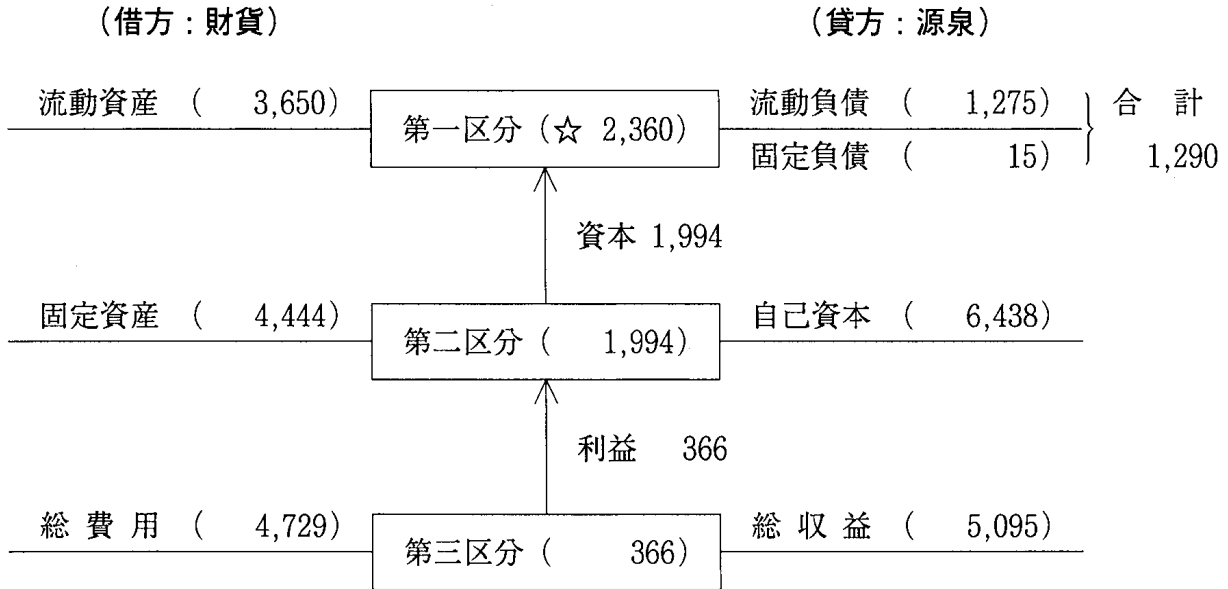 (借方：財貨) (貸方：源泉)
流動資産 ( 3,650) 第一区分 (☆ 2,360) 流動負債 ( 1,275) 合 計
固定負債 ( 15) 1,290
資本 1,994
固定資産 ( 4,444) 第二区分 ( 1,994) 自己資本 ( 6,438)
利益 366
総 費 用 ( 4,729) 第三区分 ( 366) 総 収 益 ( 5,095)